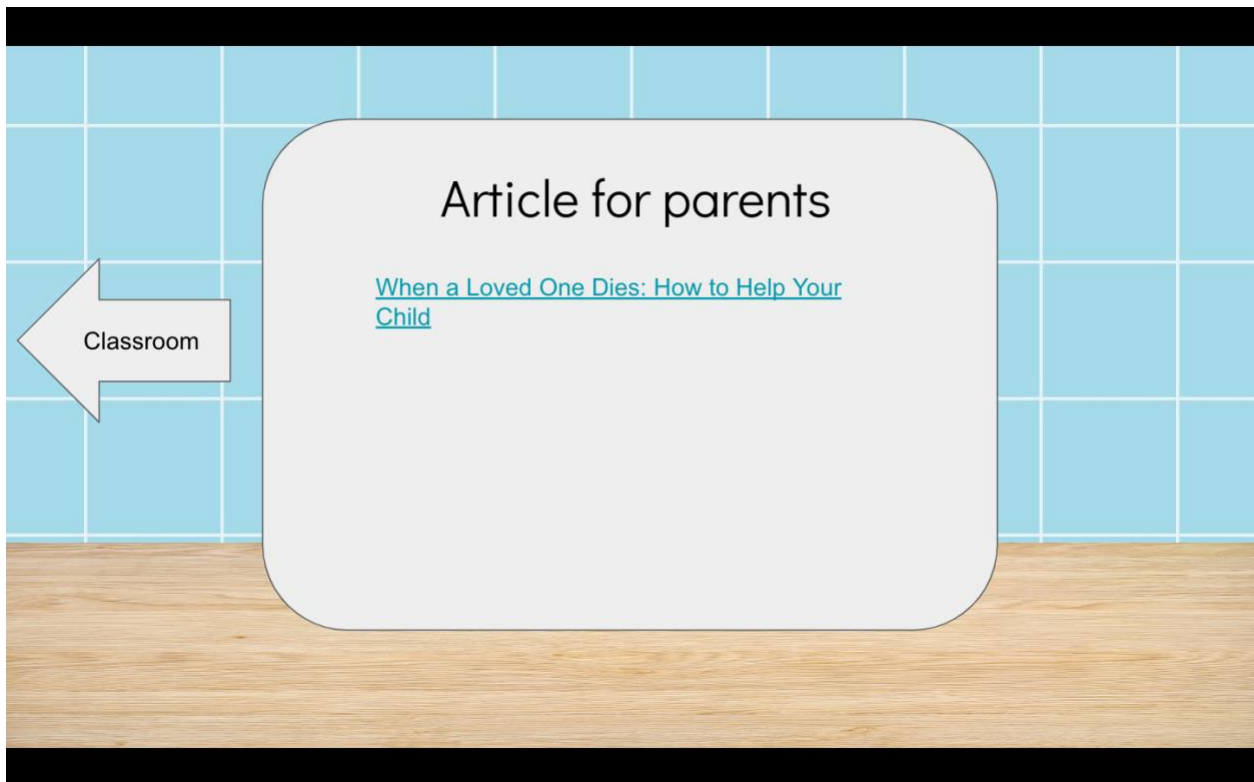 Article for parents
When a Loved One Dies: How to Help Your
Child
Classroom